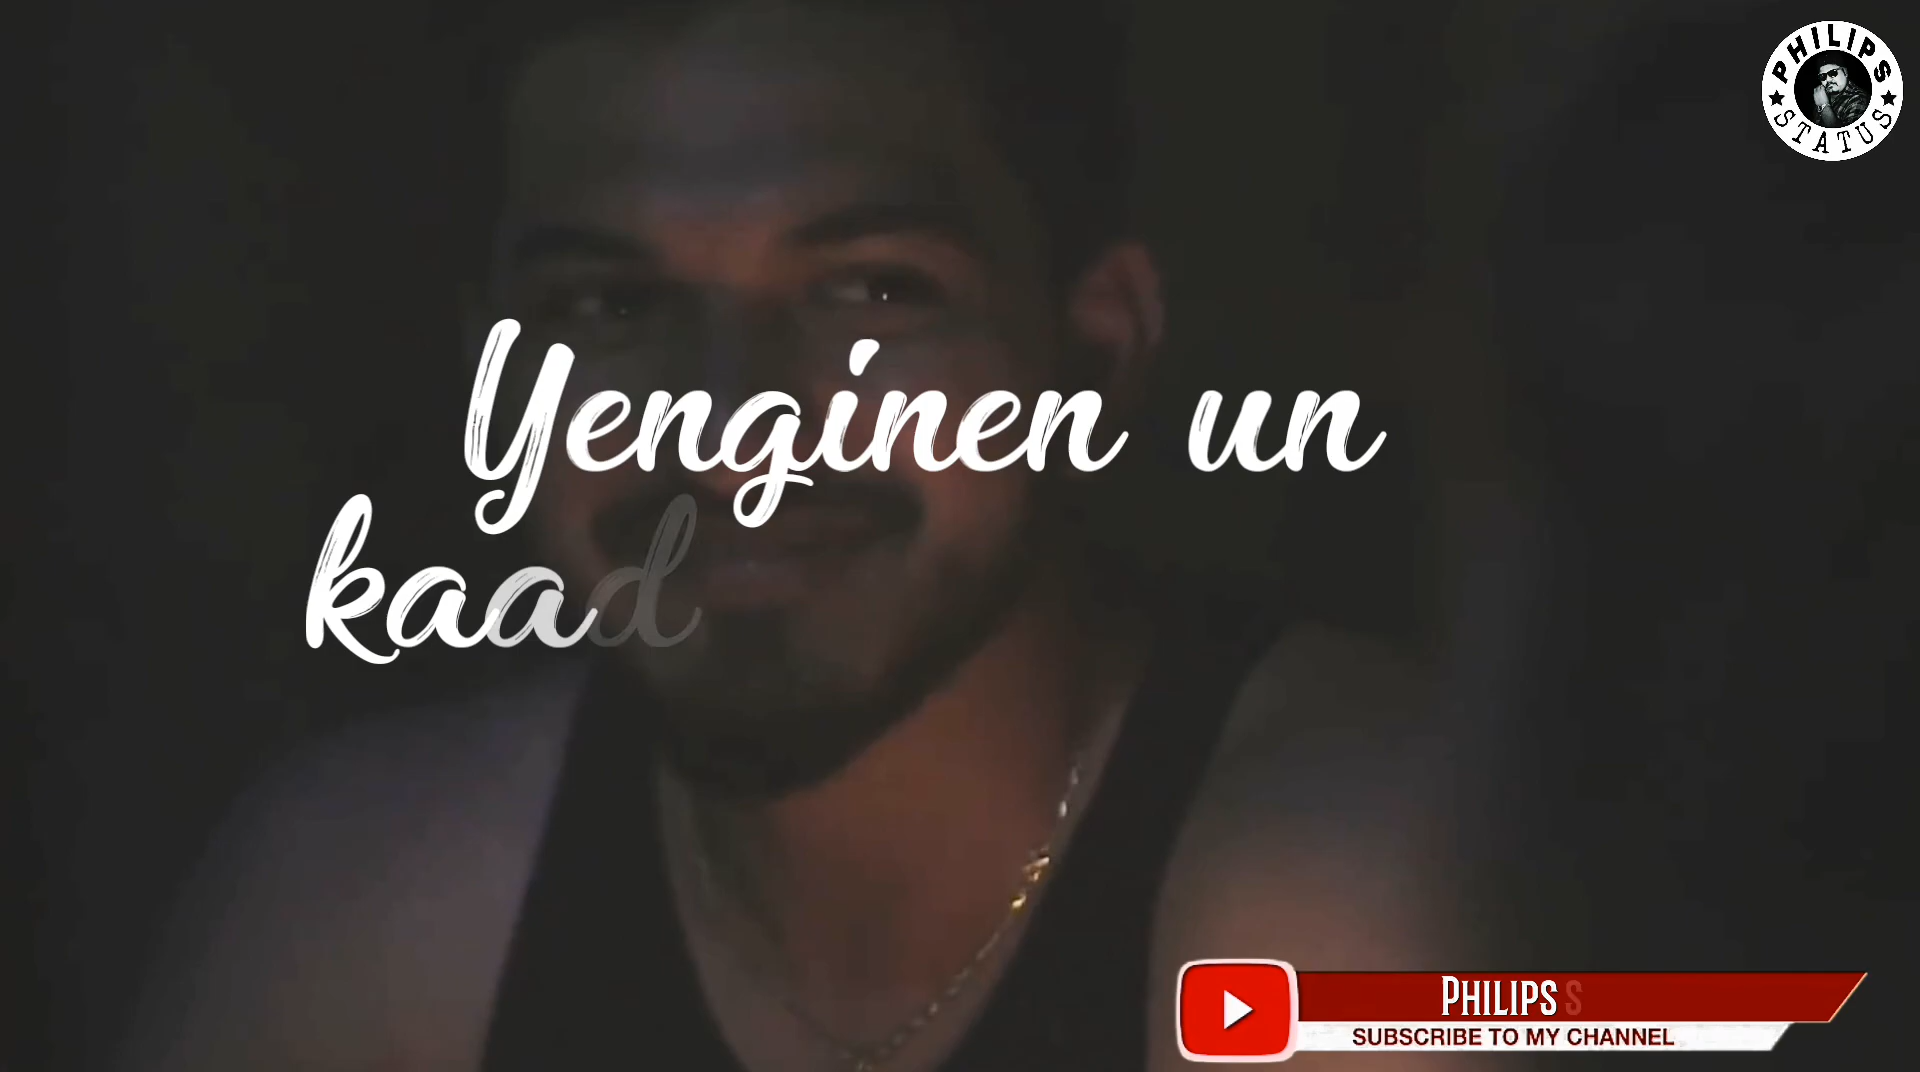 PHILIPS
STATUS
Yenginen un
kaad
PHILIPS S
SUBSCRIBE TO MY CHANNEL